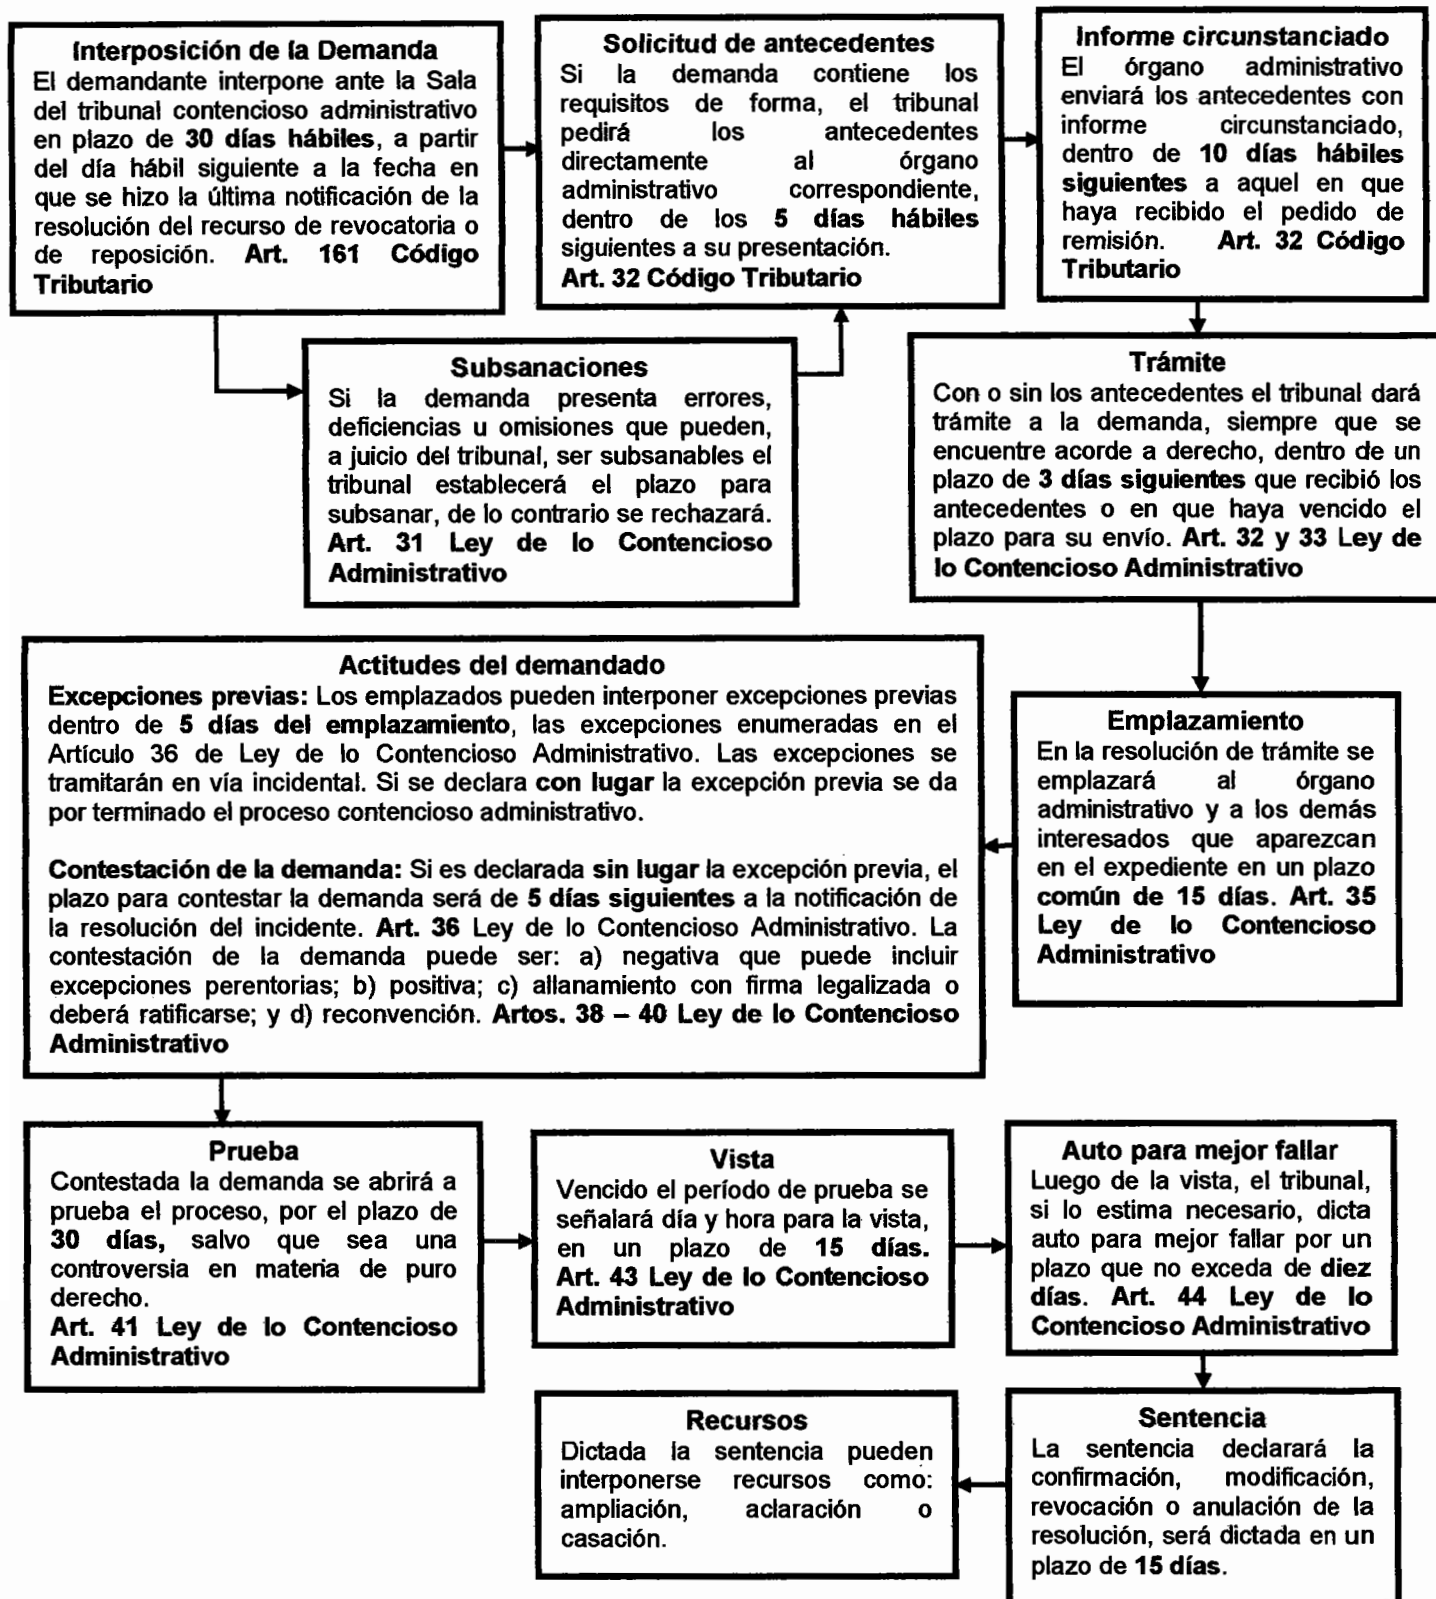 Interposición de la Demanda
El demandante interpone ante la Sala
del tribunal contencioso administrativo
en plazo de 30 días hábiles, a partir
del día hábil siguiente a la fecha en
que se hizo la última notificación de la
resolución del recurso de revocatoria o
de reposición. Art. 161 Código
Tributario
Solicitud de antecedentes
Si la demanda contiene los
requisitos de forma, el tribunal
pedirá los antecedentes
directamente al órgano
administrativo correspondiente,
dentro de los 5 días hábiles
siguientes a su presentación.
Art. 32 Código Tributario
Informe circunstanciado
El órgano administrativo
enviará los antecedentes con
informe circunstanciado,
dentro de 10 días hábiles
siguientes a aquel en que
haya recibido el pedido de
remisión. Art. 32 Código
Tributario
Subsanaciones
Si la demanda presenta errores,
deficiencias u omisiones que pueden,
a juicio del tribunal, ser subsanables el
tribunal establecerá el plazo para
subsanar, de lo contrario se rechazará.
Art. 31 Ley de lo Contencioso
Administrativo
Trámite
Con o sin los antecedentes el tribunal dará
trámite a la demanda, siempre que se
encuentre acorde a derecho, dentro de un
plazo de 3 días siguientes que recibió los
antecedentes o en que haya vencido el
plazo para su envío. Art. 32 y 33 Ley de
lo Contencioso Administrativo
Actitudes del demandado
Excepciones previas: Los emplazados pueden interponer excepciones previas
dentro de 5 días del emplazamiento, las excepciones enumeradas en el
Artículo 36 de Ley de lo Contencioso Administrativo. Las excepciones se
tramitarán en vía incidental. Si se declara con lugar la excepción previa se da
por terminado el proceso contencioso administrativo.
Contestación de la demanda: Si es declarada sin lugar la excepción previa, el
plazo para contestar la demanda será de 5 días siguientes a la notificación de
la resolución del incidente. Art. 36 Ley de lo Contencioso Administrativo. La
contestación de la demanda puede ser: a) negativa que puede incluir
excepciones perentorias; b) positiva; c) allanamiento con firma legalizada o
deberá ratificarse; y d) reconvención. Artos. 38 – 40 Ley de lo Contencioso
Administrativo
Emplazamiento
En la resolución de trámite se
emplazará al órgano
administrativo y a los demás
interesados que aparezcan
en el expediente en un plazo
común de 15 días. Art. 35
Ley de lo Contencioso
Administrativo
Prueba
Contestada la demanda se abrirá a
prueba el proceso, por el plazo de
30 días, salvo que sea una
controversia en materia de puro
derecho.
Art. 41 Ley de lo Contencioso
Administrativo
Vista
Vencido el período de prueba se
señalará día y hora para la vista,
en un plazo de 15 días.
Art. 43 Ley de lo Contencioso
Administrativo
Auto para mejor fallar
Luego de la vista, el tribunal,
si lo estima necesario, dicta
auto para mejor fallar por un
plazo que no exceda de diez
días. Art. 44 Ley de lo
Contencioso Administrativo
Recursos
Dictada la sentencia pueden
interponerse recursos como:
ampliación, aclaración o
casación.
Sentencia
La sentencia declarará la
confirmación, modificación,
revocación o anulación de la
resolución, será dictada en un
plazo de 15 días.